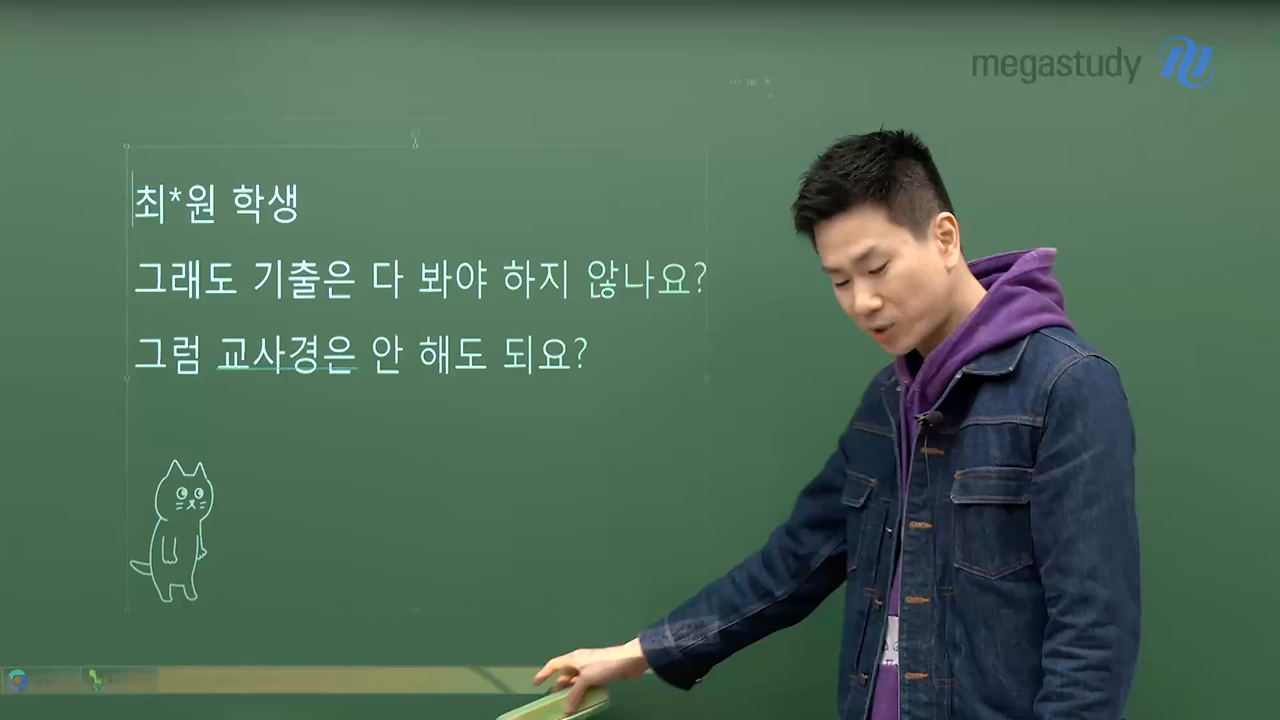 megastudy
최*원 학생
그래도 기출은 다 봐야 하지 않나요?
그럼 교사경은 안 해도 되요?